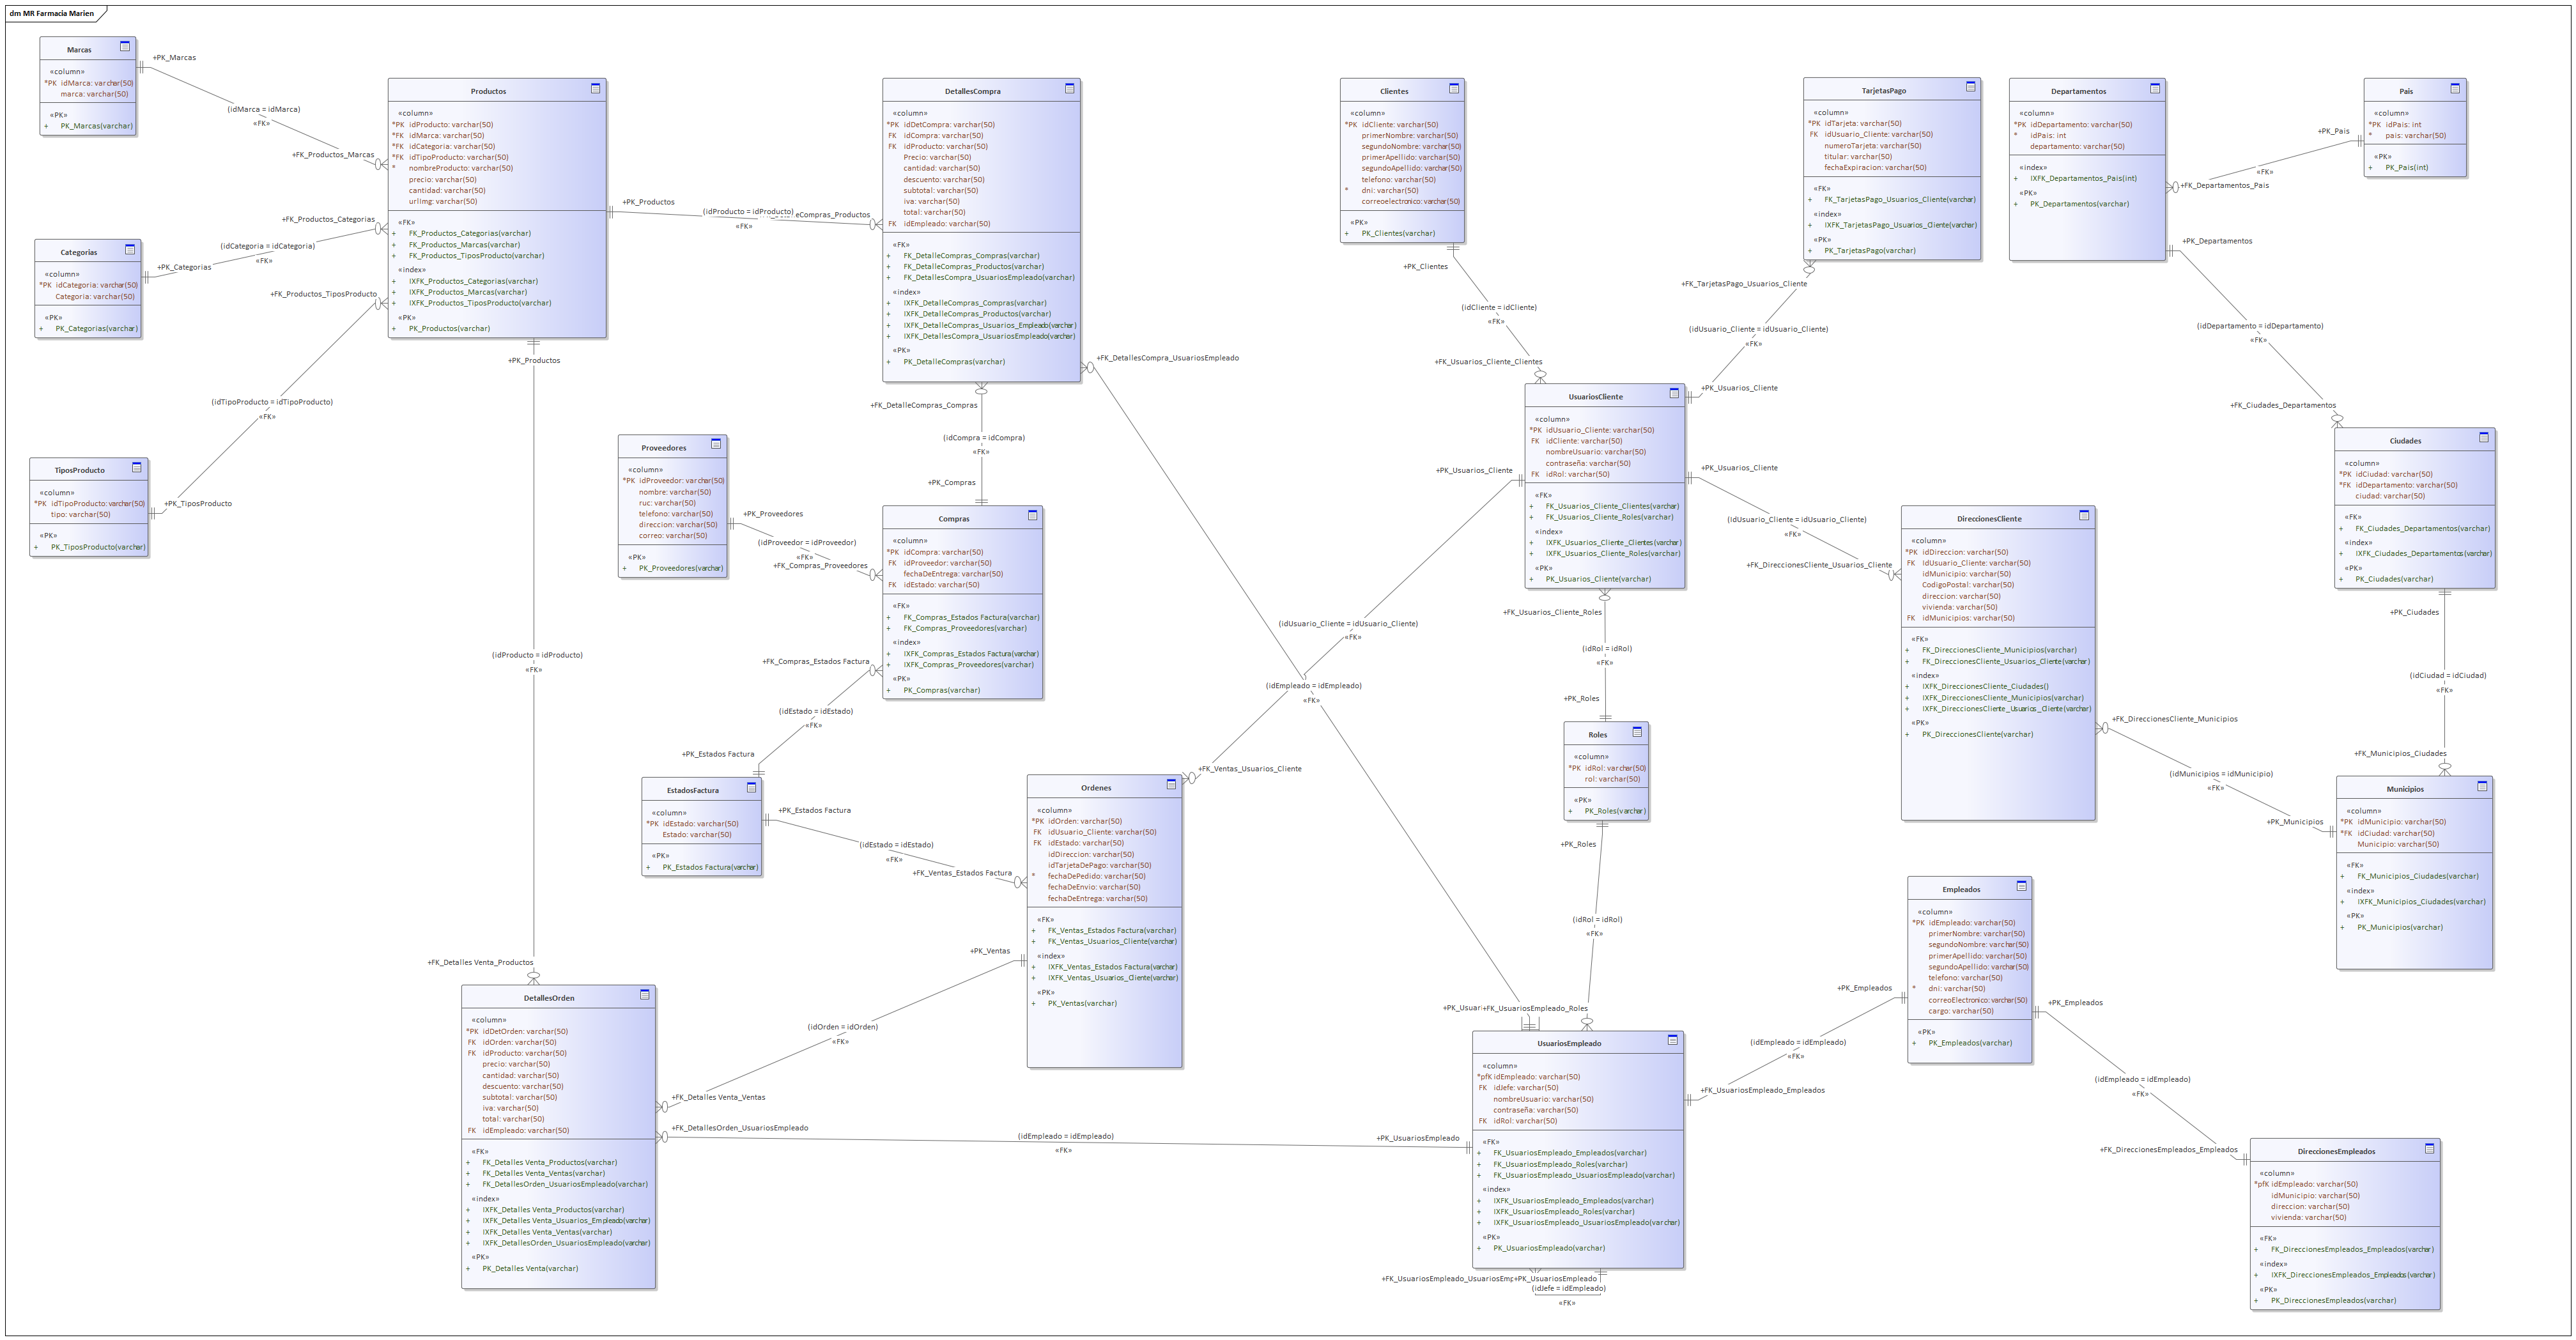 dm MR Farmacia Marien
Marcas
«column»
*PK idMarca: varchar(50)
marca: varchar(50)
«PK»
+ PK_Marcas(varchar)
+PK_Marcas
(idMarca = idMarca)
«FK»
+FK_Productos_Marcas
Categorias
«column»
*PK idCategoria: varchar(50)
Categoria: varchar(50)
«PK»
+ PK_Categorias(varchar)
+FK_Productos_Categorias
(idCategoria = idCategoria)
«FK»
+PK_Categorias
TiposProducto
«column»
*PK idTipoProducto: varchar(50)
tipo: varchar(50)
«PK»
+ PK_TiposProducto(varchar)
+FK_Productos_TiposProducto
(idTipoProducto = idTipoProducto)
«FK»
+PK_TiposProducto
Productos
«column»
*PK idProducto: varchar(50)
*FK idMarca: varchar(50)
*FK idCategoria: varchar(50)
*FK idTipoProducto: varchar(50)
* nombreProducto: varchar(50)
precio: varchar(50)
cantidad: varchar(50)
urlImg: varchar(50)
«FK»
+ FK_Productos_Categorias(varchar)
+ FK_Productos_Marcas(varchar)
+ FK_Productos_TiposProducto(varchar)
«index»
+ IXFK_Productos_Categorias(varchar)
+ IXFK_Productos_Marcas(varchar)
+ IXFK_Productos_TiposProducto(varchar)
«PK»
+ PK_Productos(varchar)
+PK_Productos
(idProducto = idProducto)
«FK»
+FK_Detalles Venta_Productos
+PK_Productos
(idProducto = idProducto)
eCompras_Productos
«FK»
DetallesCompra
«column»
*PK idDetCompra: varchar(50)
FK idCompra: varchar(50)
FK idProducto: varchar(50)
Precio: varchar(50)
cantidad: varchar(50)
descuento: varchar(50)
subtotal: varchar(50)
iva: varchar(50)
total: varchar(50)
FK idEmpleado: varchar(50)
«FK»
+ FK_DetalleCompras_Compras(varchar)
+ FK_DetalleCompras_Productos(varchar)
+ FK_DetallesCompra_UsuariosEmpleado(varchar)
«index»
+ IXFK_DetalleCompras_Compras(varchar)
+ IXFK_DetalleCompras_Productos(varchar)
+ IXFK_DetalleCompras_Usuarios_Empleado(varchar)
+ IXFK_DetallesCompra_UsuariosEmpleado(varchar)
«PK»
+ PK_DetalleCompras(varchar)
+FK_DetallesCompra_UsuariosEmpleado
+FK_DetalleCompras_Compras
(idCompra = idCompra)
«FK»
+PK_Compras
Proveedores
«column»
*PK idProveedor: varchar(50)
nombre: varchar(50)
ruc: varchar(50)
telefono: varchar(50)
direccion: varchar(50)
correo: varchar(50)
«PK»
+ PK_Proveedores(varchar)
+PK_Proveedores
(idProveedor = idProveedor)
«FK»
+FK_Compras_Proveedores
Compras
«column»
*PK idCompra: varchar(50)
FK idProveedor: varchar(50)
fechaDeEntrega: varchar(50)
FK idEstado: varchar(50)
«FK»
+ FK_Compras_Estados Factura(varchar)
+ FK_Compras_Proveedores(varchar)
«index»
+ IXFK_Compras_Estados Factura(varchar)
+ IXFK_Compras_Proveedores(varchar)
«PK»
+ PK_Compras(varchar)
+FK_Compras_Estados Factura
(idEstado = idEstado)
«FK»
+PK_Estados Factura
EstadosFactura
«column»
*PK idEstado: varchar(50)
Estado: varchar(50)
«PK»
+ PK_Estados Factura(varchar)
+PK_Estados Factura
(idEstado = idEstado)
«FK»
+FK_Ventas_Estados Factura
Ordenes
«column»
*PK idOrden: varchar(50)
FK idUsuario_Cliente: varchar(50)
FK idEstado: varchar(50)
idDireccion: varchar(50)
idTarjetaDePago: varchar(50)
* fechaDePedido: varchar(50)
fechaDeEnvio: varchar(50)
fechaDeEntrega: varchar(50)
«FK»
+ FK_Ventas_Estados Factura(varchar)
+ FK_Ventas_Usuarios_Cliente(varchar)
«index»
+ IXFK_Ventas_Estados Factura(varchar)
+ IXFK_Ventas_Usuarios_Cliente(varchar)
«PK»
+ PK_Ventas(varchar)
+PK_Ventas
(idOrden = idOrden)
«FK»
+FK_Detalles Venta_Ventas
DetallesOrden
«column»
*PK idDetOrden: varchar(50)
FK idOrden: varchar(50)
FK idProducto: varchar(50)
precio: varchar(50)
cantidad: varchar(50)
descuento: varchar(50)
subtotal: varchar(50)
iva: varchar(50)
total: varchar(50)
FK idEmpleado: varchar(50)
«FK»
+ FK_Detalles Venta_Productos(varchar)
+ FK_Detalles Venta_Ventas(varchar)
+ FK_DetallesOrden_UsuariosEmpleado(varchar)
«index»
+ IXFK_Detalles Venta_Productos(varchar)
+ IXFK_Detalles Venta_Usuarios_Empleado(varchar)
+ IXFK_Detalles Venta_Ventas(varchar)
+ IXFK_DetallesOrden_UsuariosEmpleado(varchar)
«PK»
+ PK_Detalles Venta(varchar)
+FK_DetallesOrden_UsuariosEmpleado
(idEmpleado = idEmpleado)
«FK»
+PK_UsuariosEmpleado
Clientes
«column»
*PK idCliente: varchar(50)
primerNombre: varchar(50)
segundoNombre: varchar(50)
primerApellido: varchar(50)
segundoApellido: varchar(50)
telefono: varchar(50)
* dni: varchar(50)
correoelectronico: varchar(50)
«PK»
+ PK_Clientes(varchar)
+PK_Clientes
(idCliente = idCliente)
«FK»
+FK_Usuarios_Cliente_Clientes
TarjetasPago
«column»
*PK idTarjeta: varchar(50)
FK idUsuario_Cliente: varchar(50)
numeroTarjeta: varchar(50)
titular: varchar(50)
fechaExpiracion: varchar(50)
«FK»
+ FK_TarjetasPago_Usuarios_Cliente(varchar)
«index»
+ IXFK_TarjetasPago_Usuarios_Cliente(varchar)
«PK»
+ PK_TarjetasPago(varchar)
+FK_TarjetasPago_Usuarios_Cliente
(idUsuario_Cliente = idUsuario_Cliente)
«FK»
+PK_Usuarios_Cliente
UsuariosCliente
«column»
*PK idUsuario_Cliente: varchar(50)
FK idCliente: varchar(50)
nombreUsuario: varchar(50)
contraseña: varchar(50)
FK idRol: varchar(50)
«FK»
+ FK_Usuarios_Cliente_Clientes(varchar)
+ FK_Usuarios_Cliente_Roles(varchar)
«index»
+ IXFK_Usuarios_Cliente_Clientes(varchar)
+ IXFK_Usuarios_Cliente_Roles(varchar)
«PK»
+ PK_Usuarios_Cliente(varchar)
+PK_Usuarios_Cliente
(idUsuario_Cliente = idUsuario_Cliente)
«FK»
+FK_Ventas_Usuarios_Cliente
(idEmpleado = idEmpleado)
«FK»
+PK_Usuarios_Cliente
(IdUsuario_Cliente = idUsuario_Cliente)
«FK»
+FK_DireccionesCliente_Usuarios_Cliente
+FK_Usuarios_Cliente_Roles
(idRol = idRol)
«FK»
+PK_Roles
Roles
«column»
*PK idRol: varchar(50)
rol: varchar(50)
«PK»
+ PK_Roles(varchar)
+PK_Roles
(idRol = idRol)
«FK»
+PK_Usuari
+FK_UsuariosEmpleado_Roles
UsuariosEmpleado
«column»
*pfK idEmpleado: varchar(50)
FK idJefe: varchar(50)
nombreUsuario: varchar(50)
contraseña: varchar(50)
FK idRol: varchar(50)
«FK»
+ FK_UsuariosEmpleado_Empleados(varchar)
+ FK_UsuariosEmpleado_Roles(varchar)
+ FK_UsuariosEmpleado_UsuariosEmpleado(varchar)
«index»
+ IXFK_UsuariosEmpleado_Empleados(varchar)
+ IXFK_UsuariosEmpleado_Roles(varchar)
+ IXFK_UsuariosEmpleado_UsuariosEmpleado(varchar)
«PK»
+ PK_UsuariosEmpleado(varchar)
+FK_UsuariosEmpleado_UsuariosEmp
+PK_UsuariosEmpleado
(idJefe = idEmpleado)
«FK»
Departamentos
«column»
*PK idDepartamento: varchar(50)
* idPais: int
departamento: varchar(50)
«index»
+ IXFK_Departamentos_Pais(int)
«PK»
+ PK_Departamentos(varchar)
Pais
«column»
*PK idPais: int
* pais: varchar(50)
«PK»
+ PK_Pais(int)
+PK_Pais
«FK»
+FK_Departamentos_Pais
+PK_Departamentos
(idDepartamento = idDepartamento)
«FK»
+FK_Ciudades_Departamentos
Ciudades
«column»
*PK idCiudad: varchar(50)
*FK idDepartamento: varchar(50)
ciudad: varchar(50)
«FK»
+ FK_Ciudades_Departamentos(varchar)
«index»
+ IXFK_Ciudades_Departamentos(varchar)
«PK»
+ PK_Ciudades(varchar)
+PK_Ciudades
(idCiudad = idCiudad)
«FK»
+FK_Municipios_Ciudades
DireccionesCliente
«column»
*PK idDireccion: varchar(50)
FK IdUsuario_Cliente: varchar(50)
idMunicipio: varchar(50)
CodigoPostal: varchar(50)
direccion: varchar(50)
vivienda: varchar(50)
FK idMunicipios: varchar(50)
«FK»
+ FK_DireccionesCliente_Municipios(varchar)
+ FK_DireccionesCliente_Usuarios_Cliente(varchar)
«index»
+ IXFK_DireccionesCliente_Ciudades()
+ IXFK_DireccionesCliente_Municipios(varchar)
+ IXFK_DireccionesCliente_Usuarios_Cliente(varchar)
«PK»
+ PK_DireccionesCliente(varchar)
+FK_DireccionesCliente_Municipios
(idMunicipios = idMunicipio)
«FK»
+PK_Municipios
Municipios
«column»
*PK idMunicipio: varchar(50)
*FK idCiudad: varchar(50)
Municipio: varchar(50)
«FK»
+ FK_Municipios_Ciudades(varchar)
«index»
+ IXFK_Municipios_Ciudades(varchar)
«PK»
+ PK_Municipios(varchar)
Empleados
«column»
*PK idEmpleado: varchar(50)
primerNombre: varchar(50)
segundoNombre: varchar(50)
primerApellido: varchar(50)
segundoApellido: varchar(50)
telefono: varchar(50)
* dni: varchar(50)
correoElectronico: varchar(50)
cargo: varchar(50)
«PK»
+ PK_Empleados(varchar)
+PK_Empleados
(idEmpleado = idEmpleado)
«FK»
+FK_UsuariosEmpleado_Empleados
+PK_Empleados
(idEmpleado = idEmpleado)
«FK»
+FK_DireccionesEmpleados_Empleados
DireccionesEmpleados
«column»
*pfK idEmpleado: varchar(50)
idMunicipio: varchar(50)
direccion: varchar(50)
vivienda: varchar(50)
«FK»
+ FK_DireccionesEmpleados_Empleados(varchar)
«index»
+ IXFK_DireccionesEmpleados_Empleados(varchar)
«PK»
+ PK_DireccionesEmpleados(varchar)